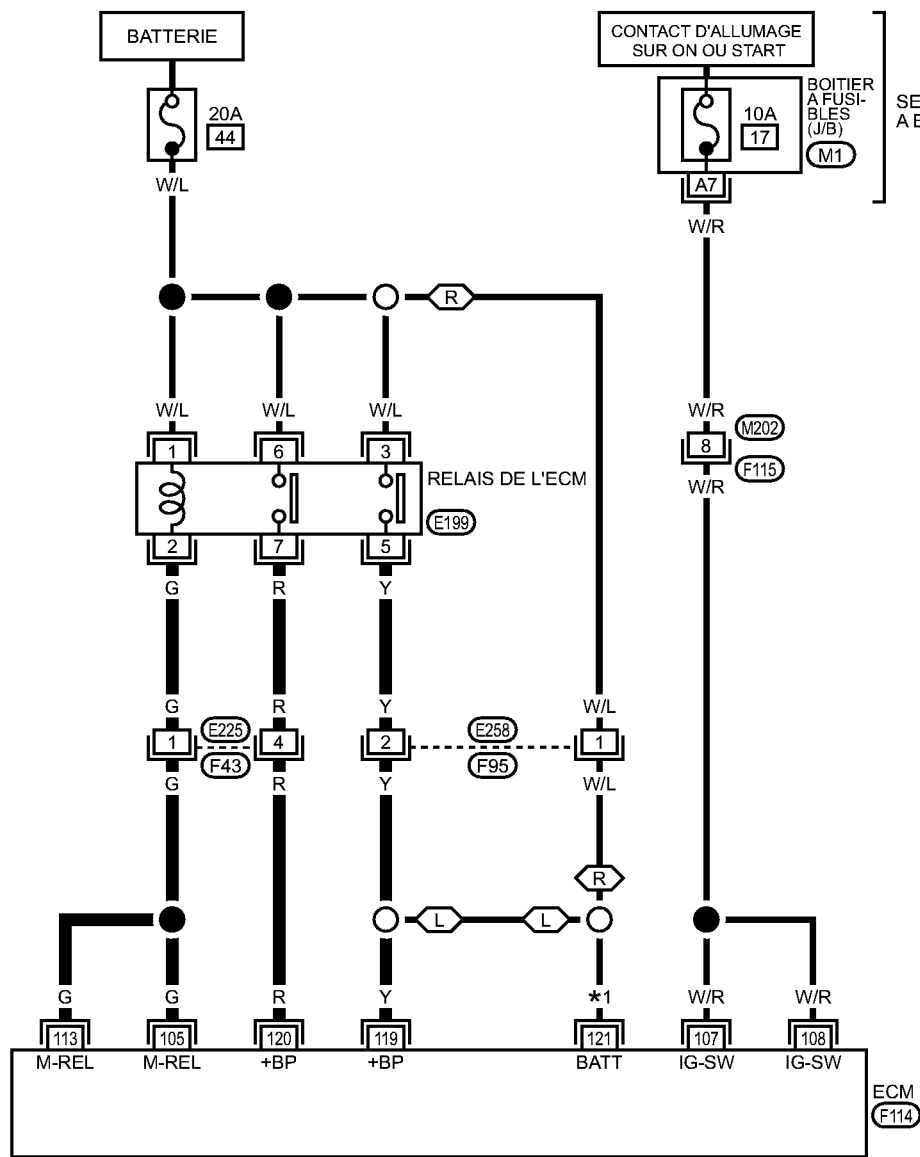 BATTERIE
CONTACT D'ALLUMAGE
SUR ON OU START
20A
44
10A
17
BOITIER
A FUSI-
BLES
(J/B)
M1
W/L
A7
W/R
R
W/L
W/L
W/L
W/R
1
6
3
8
M202
F115
W/R
RELAIS DE L'ECM
E199
2
7
5
G
R
Y
G
R
Y
W/L
1
E225
F43
4
2
E258
F95
1
G
R
Y
W/L
R
L
L
G
G
R
Y
*1
W/R
W/R
113
105
120
119
121
107
108
M-REL
M-REL
+BP
+BP
BATT
IG-SW
IG-SW
ECM
F114